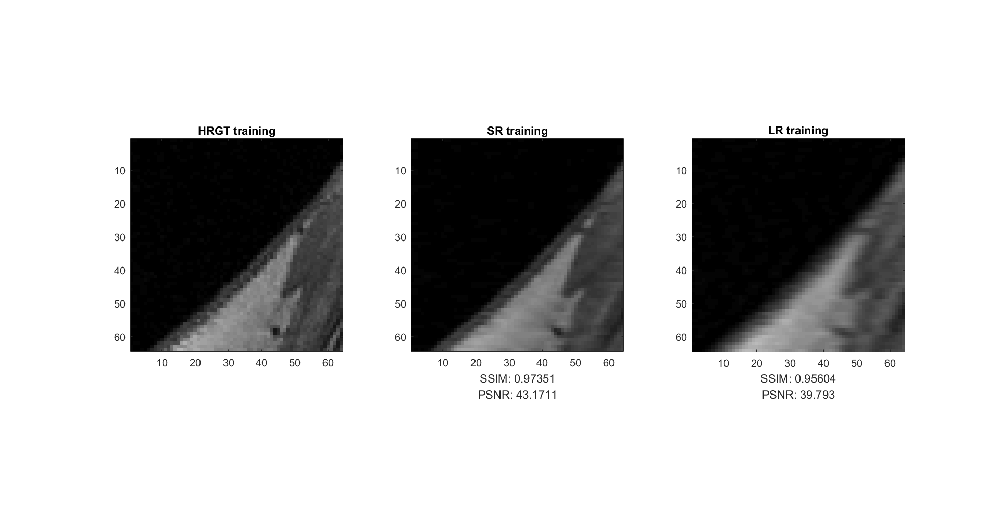 HRGT training
10
20
30
40
50
60
10 20 30 40 50 60
SR training
10
20
30
40
50
60
10 20 30 40 50 60
SSIM: 0.97351
PSNR: 43.1711
LR training
10
20
30
40
50
60
10 20 30 40 50 60
SSIM: 0.95604
PSNR: 39.793